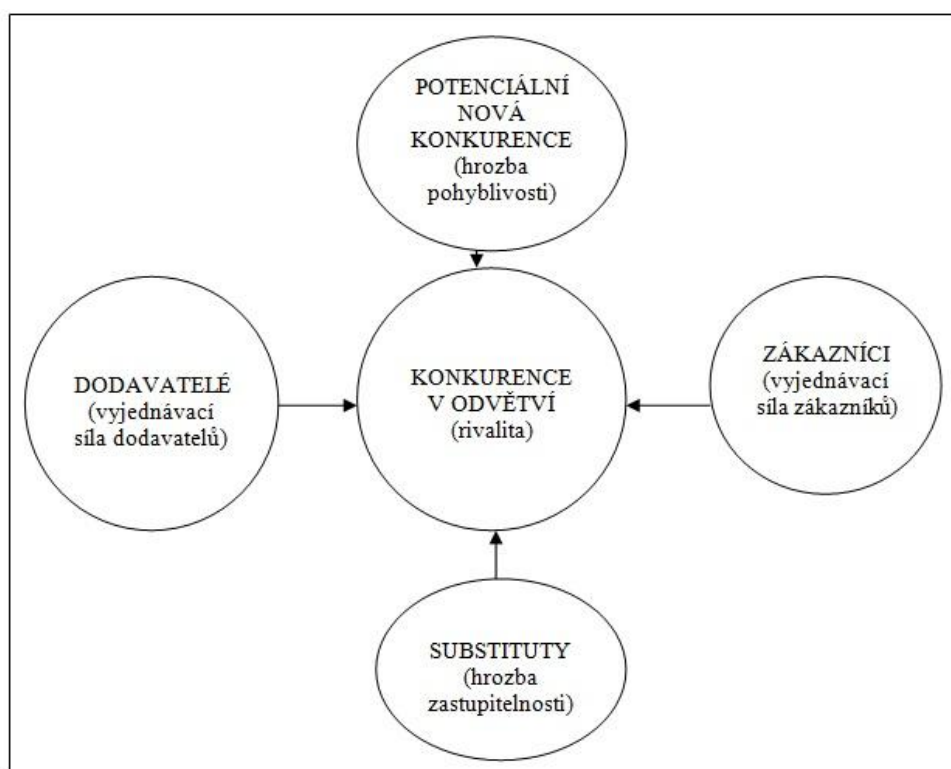 POTENCIÁLNÍ
NOVÁ
KONKURENCE
(hrozba
pohyblivosti)
DODAVATELÉ
(vyjednávací
síla dodavatelů)
KONKURENCE
V ODVĚTVÍ
(rivalita)
ZÁKAZNÍCI
(vyjednávací
síla zákazníků)
SUBSTITUTY
(hrozba
zastupitelnosti)